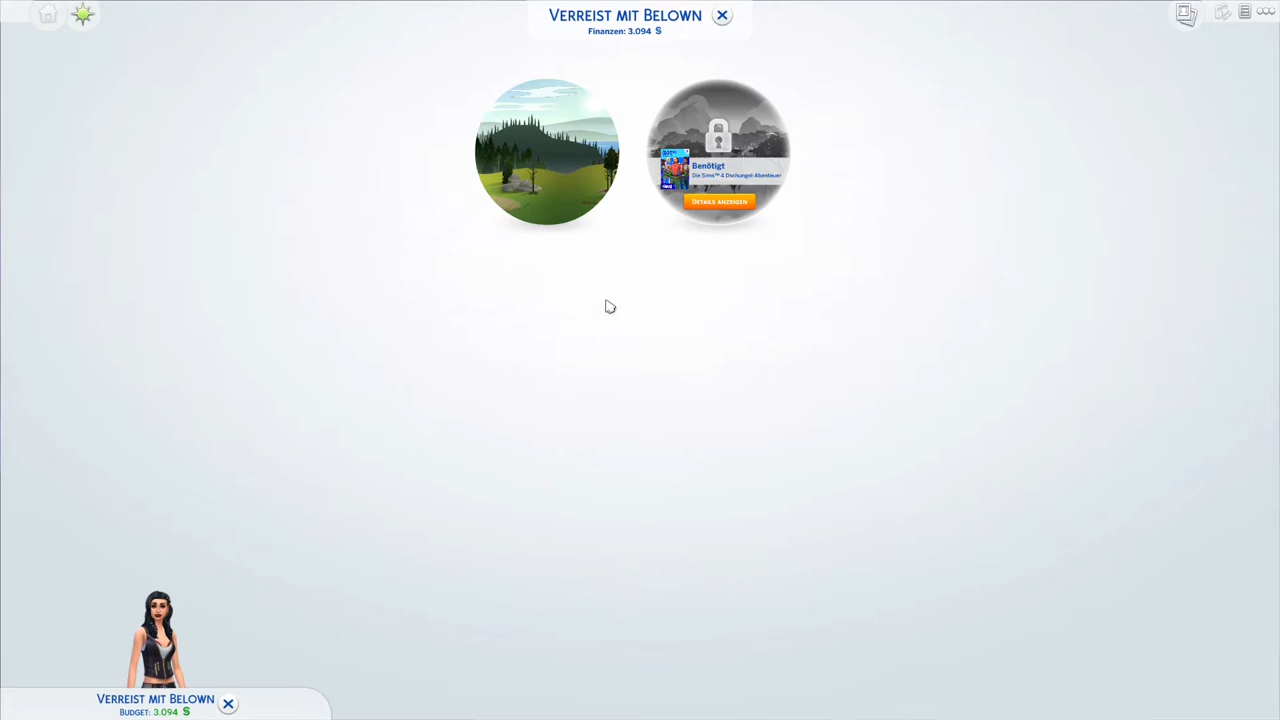 Verreist mit Belown
Finanzen: 3.094 $
Benötigt
Die Sims™ 4 Dschungel-Abenteuer
Details anzeigen
Verreist mit Belown
Budget: 3.094 $